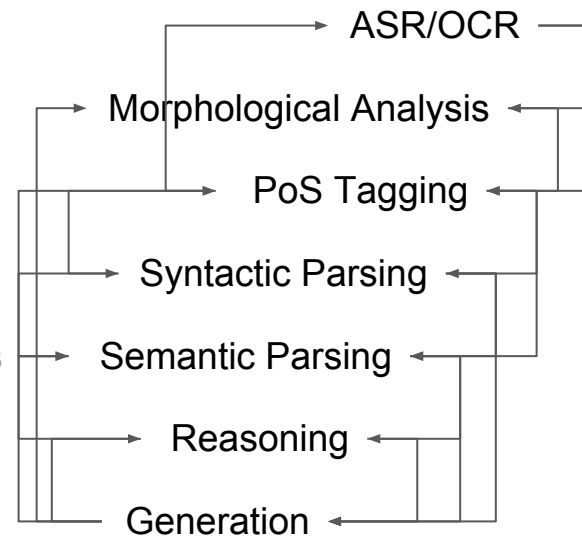 ASR/OCR
Morphological Analysis
PoS Tagging
Syntactic Parsing
Semantic Parsing
Reasoning
Generation